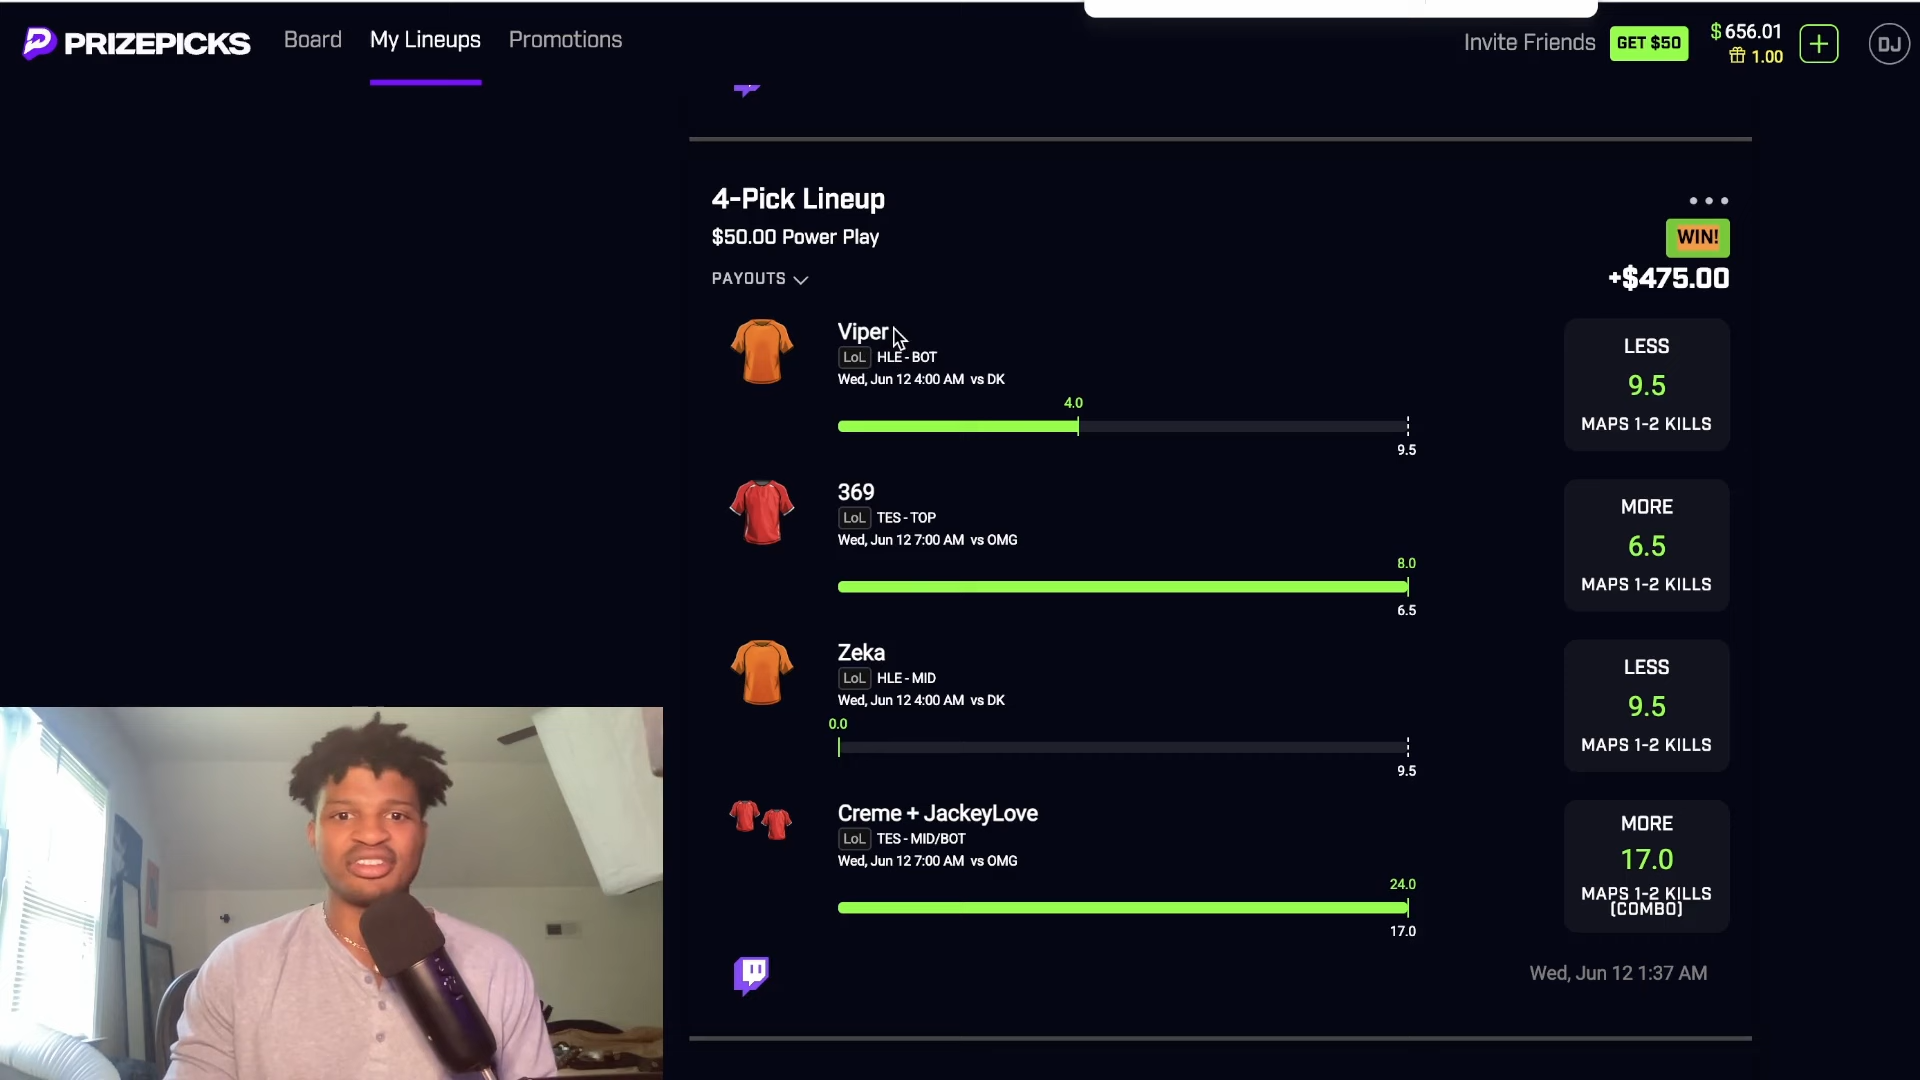 PRIZEPICKS Board My Lineups Promotions Invite Friends GET $50 $656.01
1.00
DJ
4-Pick Lineup
$50.00 Power Play
WIN!
PAYOUTS
+$475.00
Viper
LoL HLE - BOT
Wed, Jun 12 4:00 AM vs DK
4.0
9.5
LESS
9.5
MAPS 1-2 KILLS
369
LoL TES - TOP
Wed, Jun 12 7:00 AM vs OMG
8.0
6.5
MORE
6.5
MAPS 1-2 KILLS
Zeka
LoL HLE - MID
Wed, Jun 12 4:00 AM vs DK
0.0
9.5
LESS
9.5
MAPS 1-2 KILLS
Creme + JackeyLove
LoL TES - MID/BOT
Wed, Jun 12 7:00 AM vs OMG
24.0
17.0
MORE
17.0
MAPS 1-2 KILLS
(COMBO)
Wed, Jun 12 1:37 AM